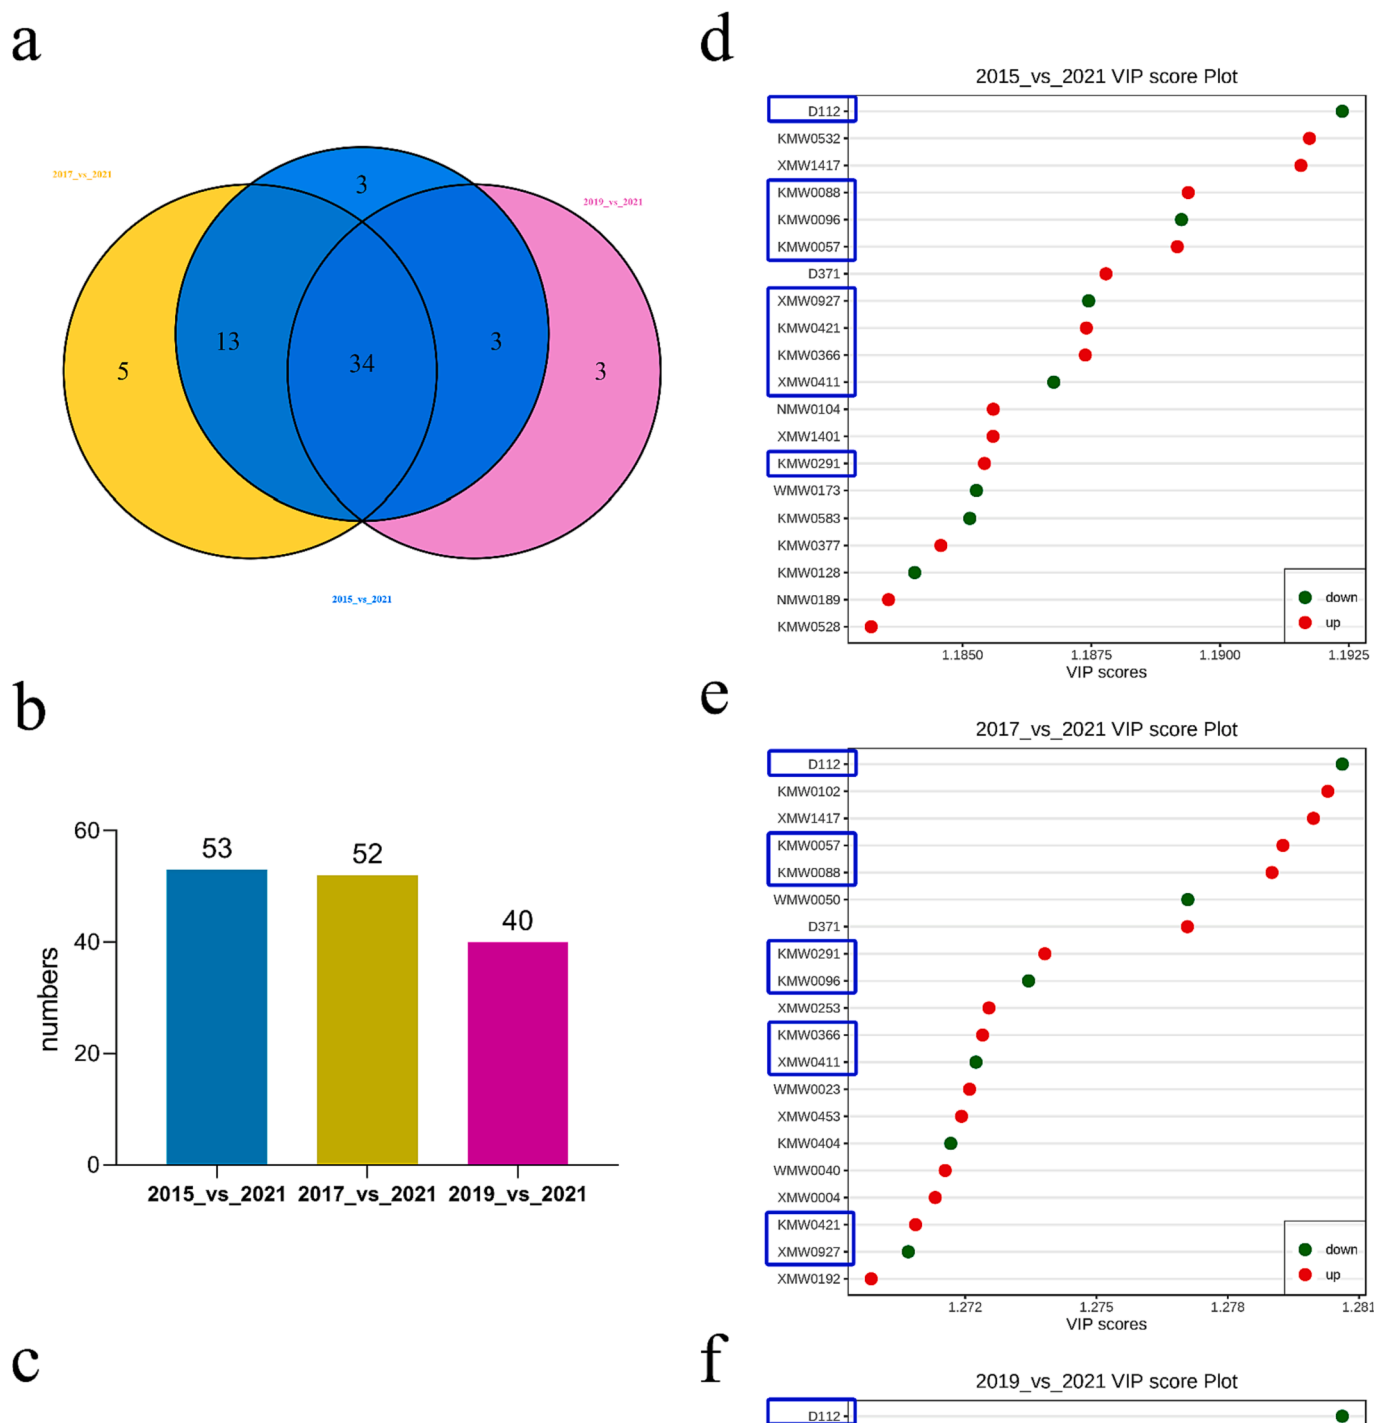 a
2017_vs_2021
3
2019_vs_2021
13
34
3
5
3
2015_vs_2021
b
60
40
20
0
numbers
53
52
40
2015_vs_2021 2017_vs_2021 2019_vs_2021
c
d
2015_vs_2021 VIP score Plot
D112
KMW0532
XMW1417
KMW0088
KMW0096
KMW0057
D371
XMW0927
KMW0421
KMW0366
XMW0411
NMW0104
XMW1401
KMW0291
WMW0173
KMW0583
KMW0377
KMW0128
NMW0189
KMW0528
down
up
1.1850 1.1875 1.1900 1.1925
VIP scores
e
2017_vs_2021 VIP score Plot
D112
KMW0102
XMW1417
KMW0057
KMW0088
WMW0050
D371
KMW0291
KMW0096
XMW0253
KMW0366
XMW0411
WMW0023
XMW0453
KMW0404
WMW0040
XMW0004
KMW0421
XMW0927
XMW0192
down
up
1.272 1.275 1.278 1.281
VIP scores
f
2019_vs_2021 VIP score Plot
D112